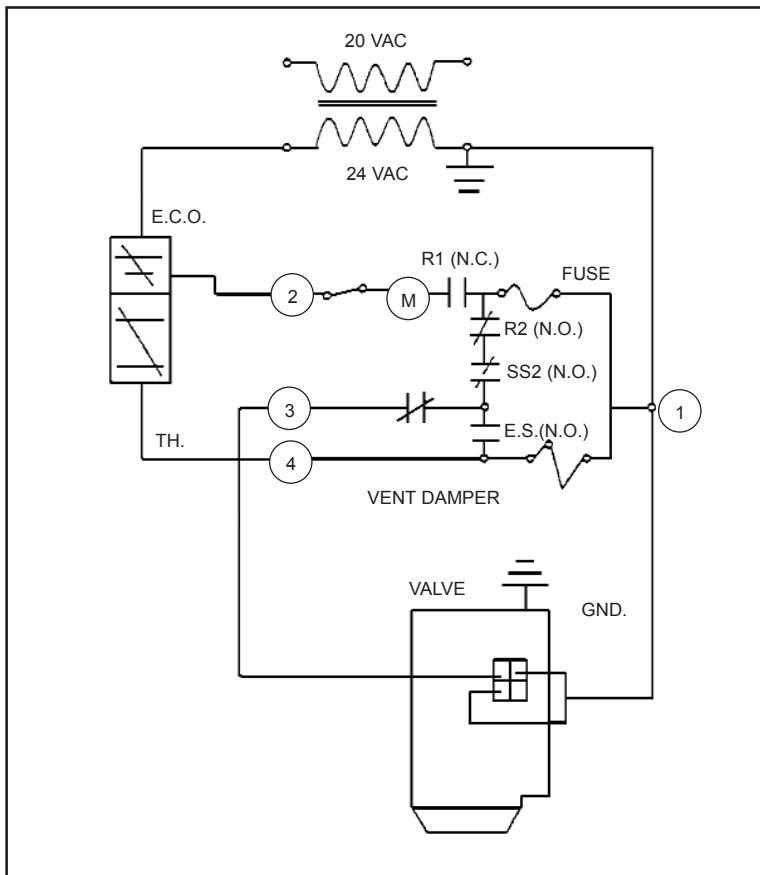 20 VAC
24 VAC
E.C.O.
R1 (N.C.)
FUSE
2
M
R2 (N.O.)
SS2 (N.O.)
3
1
E.S.(N.O.)
TH.
4
VENT DAMPER
VALVE
GND.